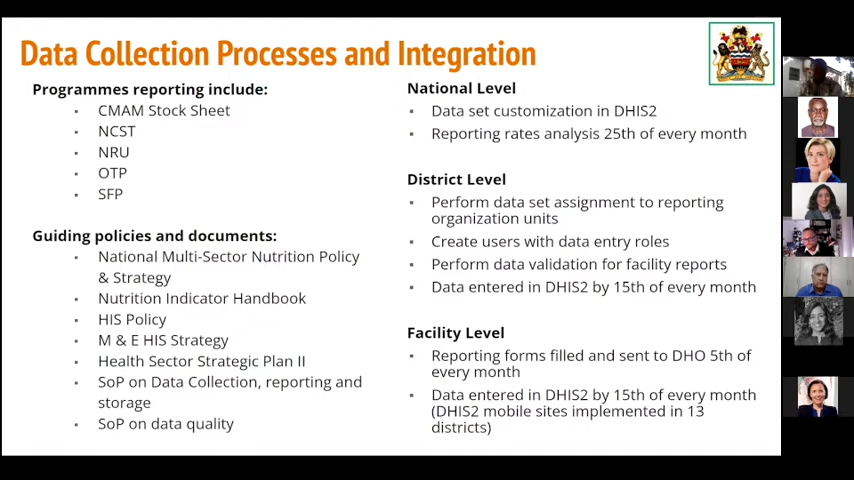 Data Collection Processes and Integration
Programmes reporting include:
CMAM Stock Sheet
NCST
NRU
OTP
SFP
Guiding policies and documents:
National Multi-Sector Nutrition Policy
& Strategy
Nutrition Indicator Handbook
HIS Policy
M & E HIS Strategy
Health Sector Strategic Plan II
SoP on Data Collection, reporting and
storage
SoP on data quality
National Level
Data set customization in DHIS2
Reporting rates analysis 25th of every month
District Level
Perform data set assignment to reporting
organization units
Create users with data entry roles
Perform data validation for facility reports
Data entered in DHIS2 by 15th of every month
Facility Level
Reporting forms filled and sent to DHO 5th of
every month
Data entered in DHIS2 by 15th of every month
(DHIS2 mobile sites implemented in 13
districts)